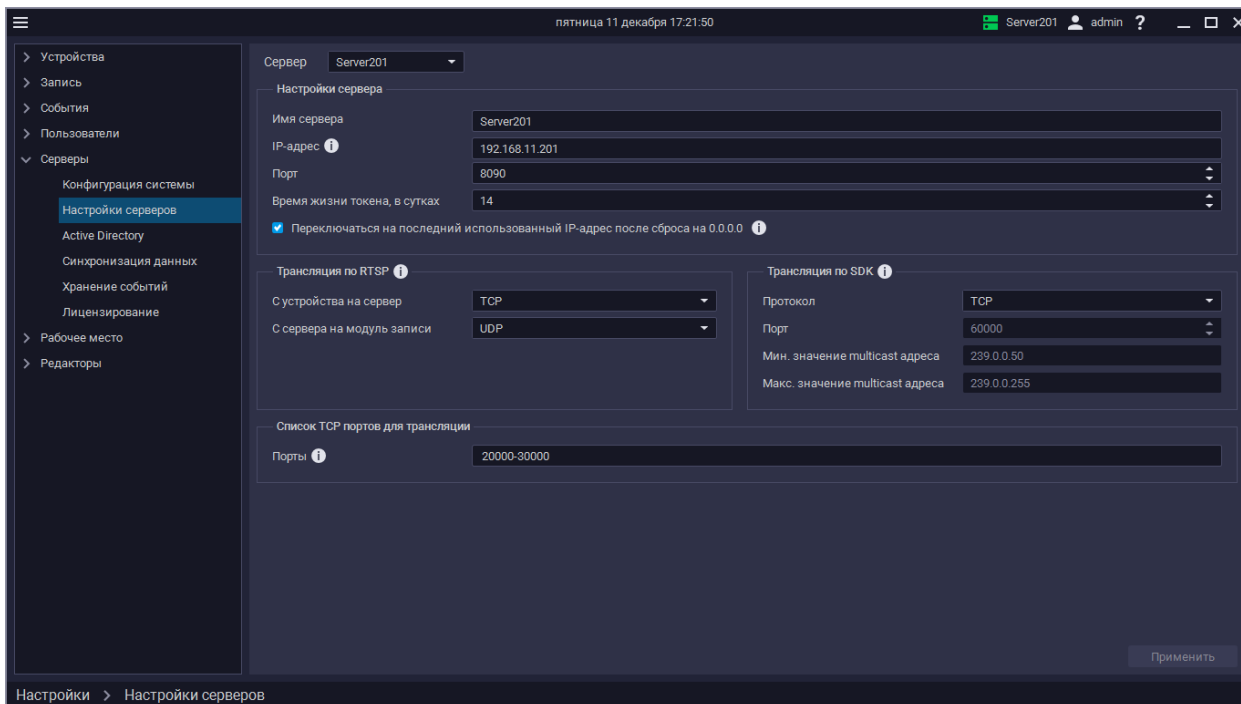 пятница 11 декабря 17:21:50
Server201 admin ?
Устройства
Запись
События
Пользователи
Серверы
Конфигурация системы
Настройки серверов
Active Directory
Синхронизация данных
Хранение событий
Лицензирование
Рабочее место
Редакторы
Сервер Server201
Настройки сервера
Имя сервера Server201
IP-адрес 192.168.11.201
Порт 8090
Время жизни токена, в сутках 14
Переключаться на последний использованный IP-адрес после сброса на 0.0.0.0
Трансляция по RTSP
С устройства на сервер TCP
С сервера на модуль записи UDP
Трансляция по SDK
Протокол TCP
Порт 60000
Мин. значение multicast адреса 239.0.0.50
Макс. значение multicast адреса 239.0.0.255
Список TCP портов для трансляции
Порты 20000-30000
Применить
Настройки > Настройки серверов